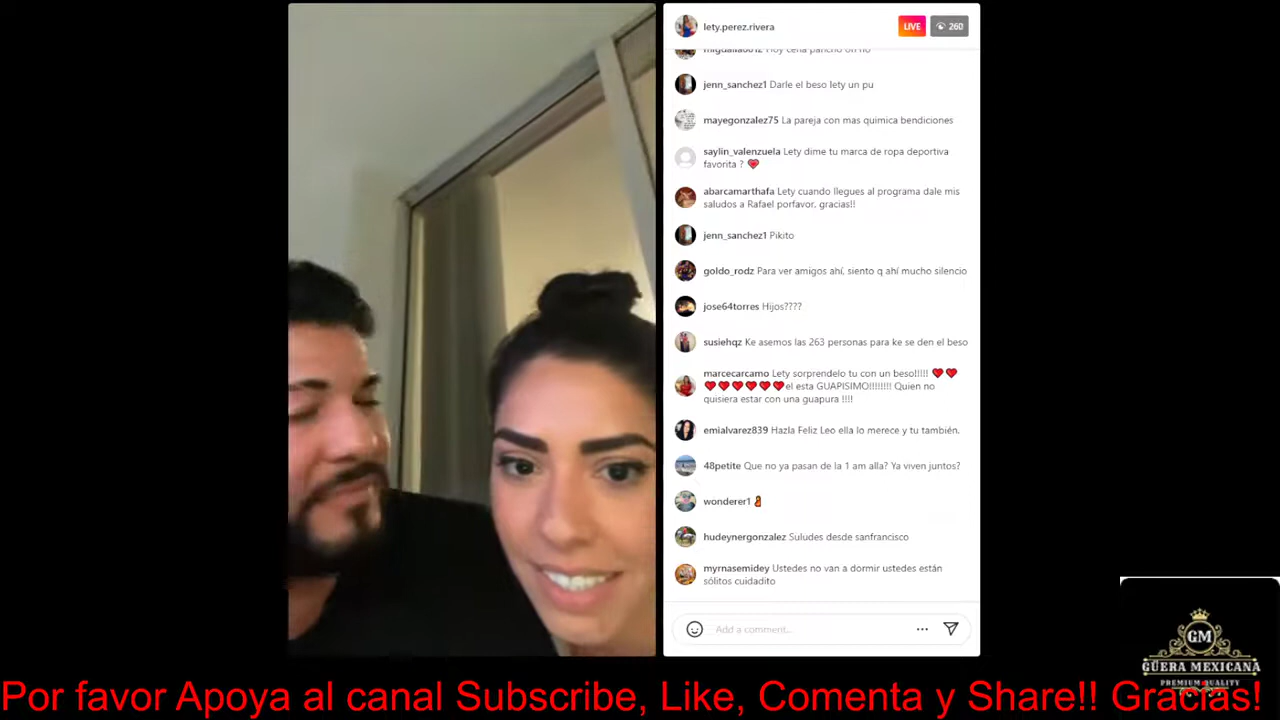 lety.perez.rivera LIVE 260
jenn_sanchez1 Darle el beso lety un pu
mayegonzalez75 La pareja con mas quimica bendiciones
saylin_valenzuela Lety dime tu marca de ropa deportiva
favorita ?
abarcamarthafa Lety cuando llegues al programa dale mis
saludos a Rafael porfavor, gracias!!
jenn_sanchez1 Pikito
goldo_rodz Para ver amigos ahí, siento q ahí mucho silencio
jose64torres Hijos????
susiehqz Ke asemos las 263 personas para ke se den el beso
marcecarcamo Lety sorprendelo tu con un beso!!!!! ❤❤
❤❤❤❤❤❤el esta GUAPISIMO!!!!!!!! Quien no
quisiera estar con una guapura !!!!
emialvarez839 Hazla Feliz Leo ella lo merece y tu también.
48petite Que no ya pasan de la 1 am alla? Ya viven juntos?
wonderer1
hudeynergonzalez Suludes desde sanfrancisco
myrnasemidey Ustedes no van a dormir ustedes están
sólitos cuidadito
Add a comment...
GM
GÜERA MEXICANA
PREMIUM QUALITY
Por favor Apoya al canal Subscribe, Like, Comenta y Share!! Gracias!